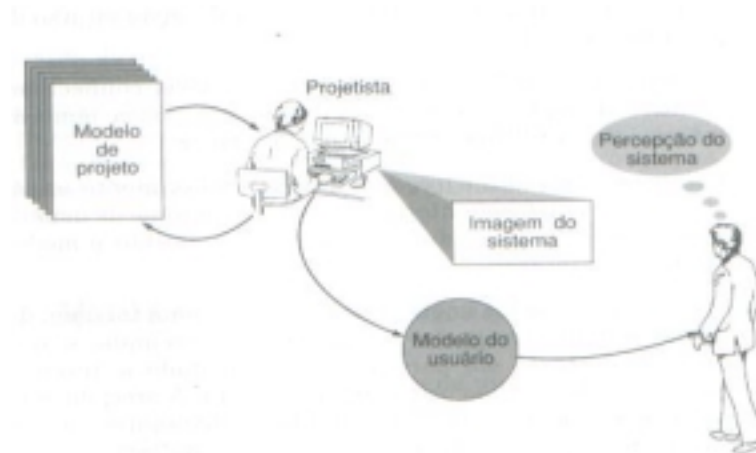 Projetista
Modelo
de
projeto
Percepção do
sistema
Imagem do
sistema
Modelo do
usuário